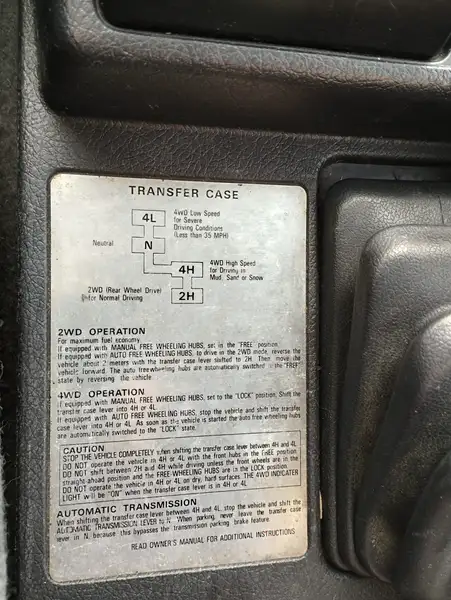 TRANSFER CASE
4L
4WD Low Speed
for Severe
Driving Conditions
(Less than 35 MPH)
Neutral
N
4H
4WD High Speed
for Driving in
Mud, Sand or Snow
2WD (Rear Wheel Drive)
for Normal Driving
2H
2WD OPERATION
For maximum fuel economy.
If equipped with MANUAL FREE WHEELING HUBS, set in the "FREE" position.
If equipped with AUTO FREE WHEELING HUBS, to drive in the 2WD mode, reverse the
vehicle about 2 meters with the transfer case lever shifted to 2H. Then move the
vehicle forward. The auto free wheeling hubs are automatically switched to the "FREE"
state by reversing the vehicle.
4WD OPERATION
If equipped with MANUAL FREE WHEELING HUBS, set to the "LOCK" position. Shift the
transfer case lever into 4H or 4L.
If equipped with AUTO FREE WHEELING HUBS, stop the vehicle and shift the transfer
case lever into 4H or 4L. As soon as the vehicle is started the auto free wheeling hubs
are automatically switched to the "LOCK" state.
CAUTION
STOP THE VEHICLE COMPLETELY when shifting the transfer case lever between 4H and 4L.
DO NOT operate the vehicle in 4H or 4L with the front hubs in the FREE position.
DO NOT shift between 2H and 4H while driving unless the front wheels are in the
straight-ahead position and the FREE-WHEELING HUBS are in the LOCK position.
DO NOT operate the vehicle in 4H or 4L on dry, hard surfaces. THE 4WD INDICATER
LIGHT will be "ON" when the transfer case lever is in 4H or 4L.
AUTOMATIC TRANSMISSION
When shifting the transfer case lever between 4H and 4L, stop the vehicle and shift the
AUTOMATIC TRANSMISSION LEVER to N. When parking, never leave the transfer case
lever in N, because this bypasses the transmission parking brake feature.
READ OWNER'S MANUAL FOR ADDITIONAL INSTRUCTIONS